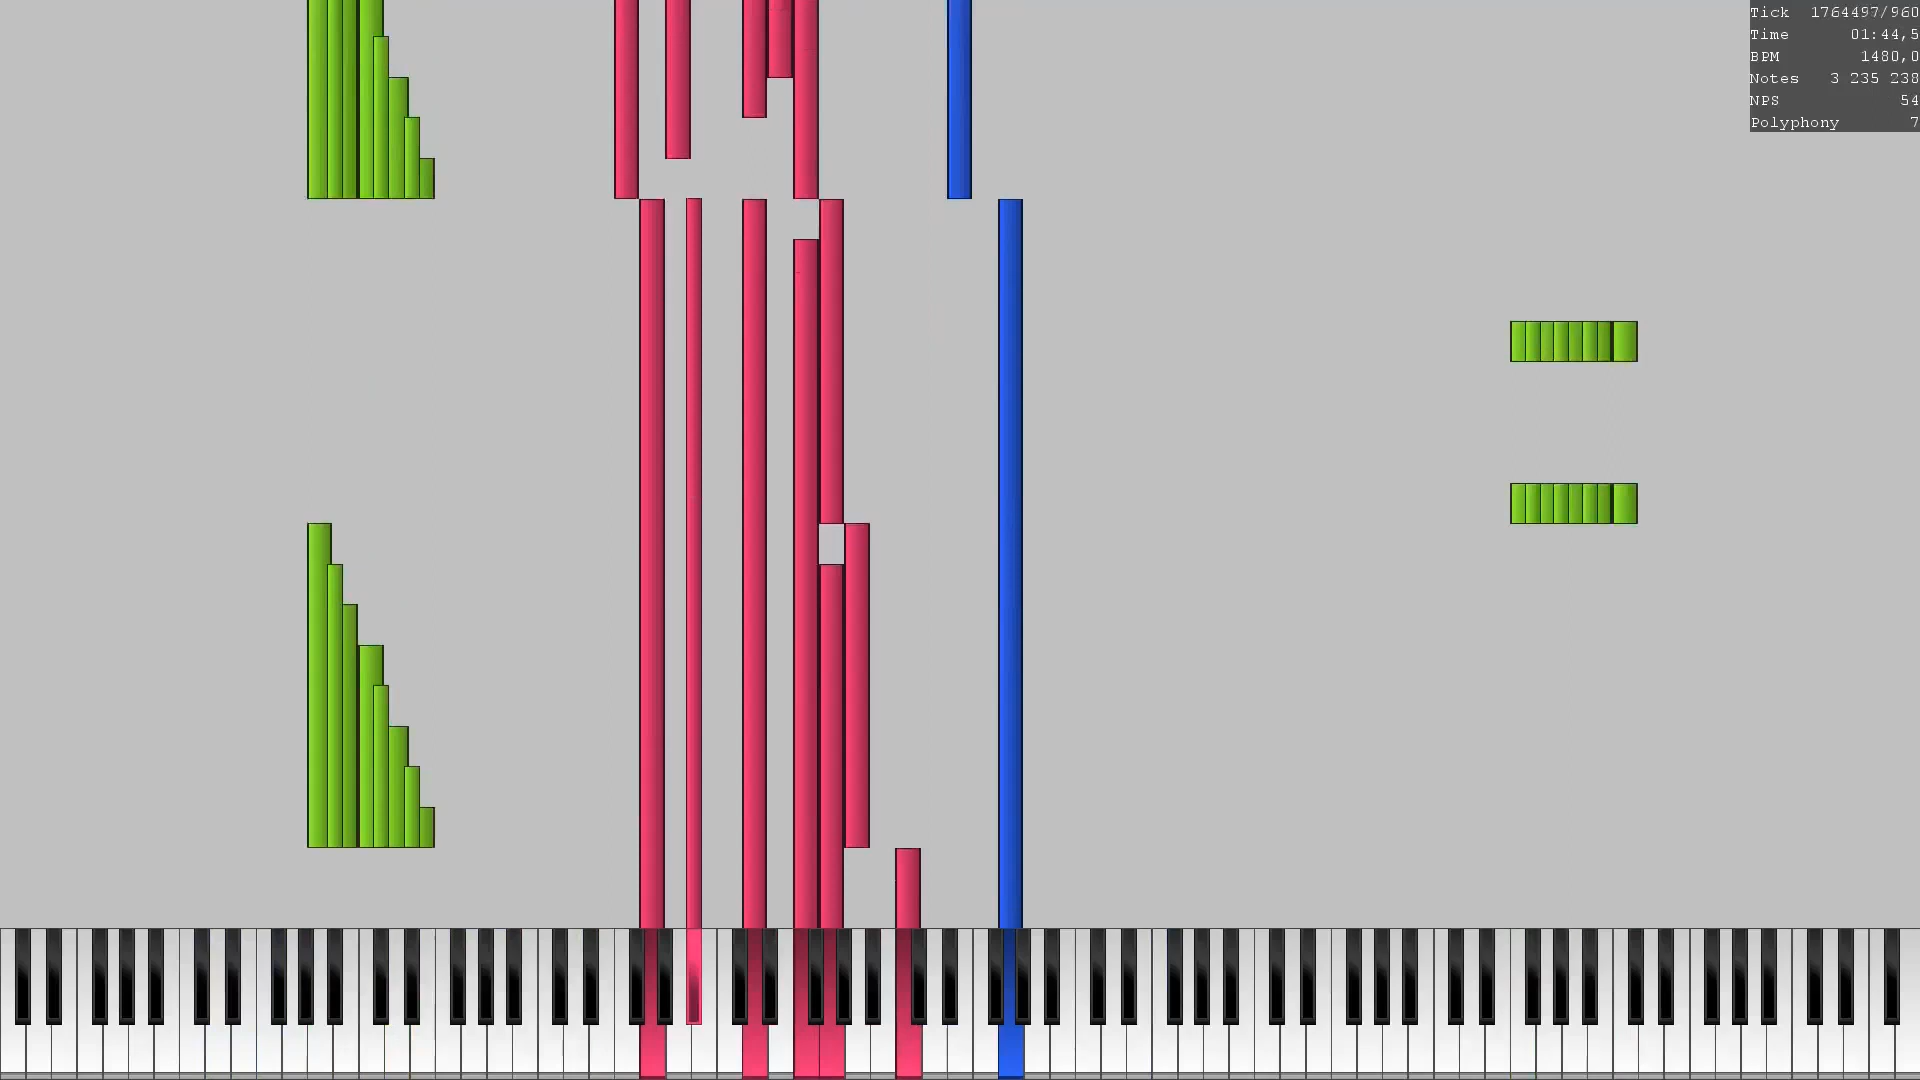 Tick 1764497/960
Time 01:44,5
BPM 1480,0
Notes 3 235 238
NPS 54
Polyphony 7